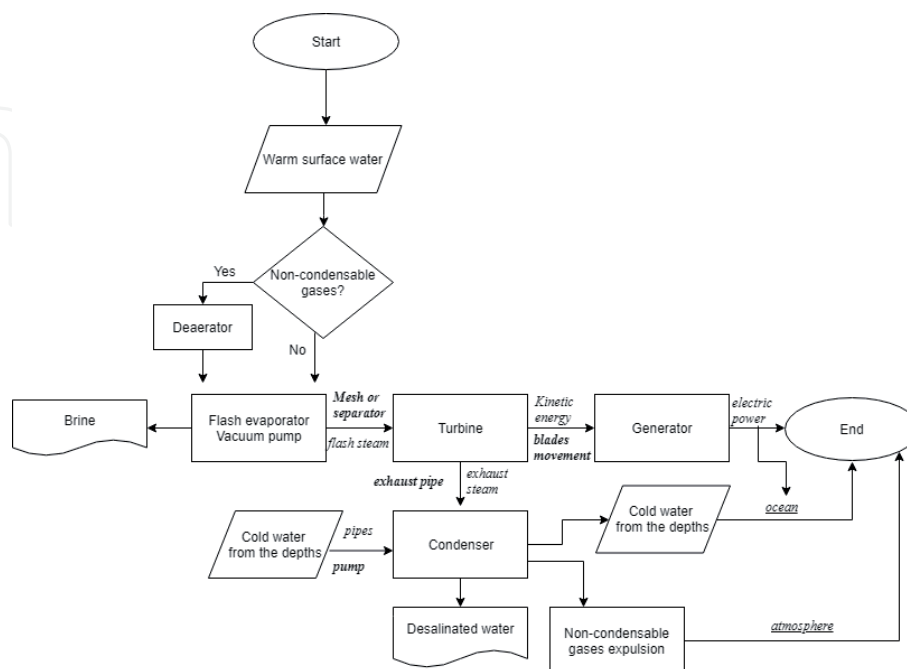 Start
Warm surface water
Non-condensable
gases?
Yes
Deaerator
No
Brine
Flash evaporator
Vacuum pump
Mesh or
separator
flash steam
Turbine
Kinetic
energy
blades
movement
Generator
electric
power
End
exhaust pipe
exhaust
steam
ocean
Cold water
from the depths
pipes
pump
Condenser
Cold water
from the depths
Desalinated water
Non-condensable
gases expulsion
atmosphere